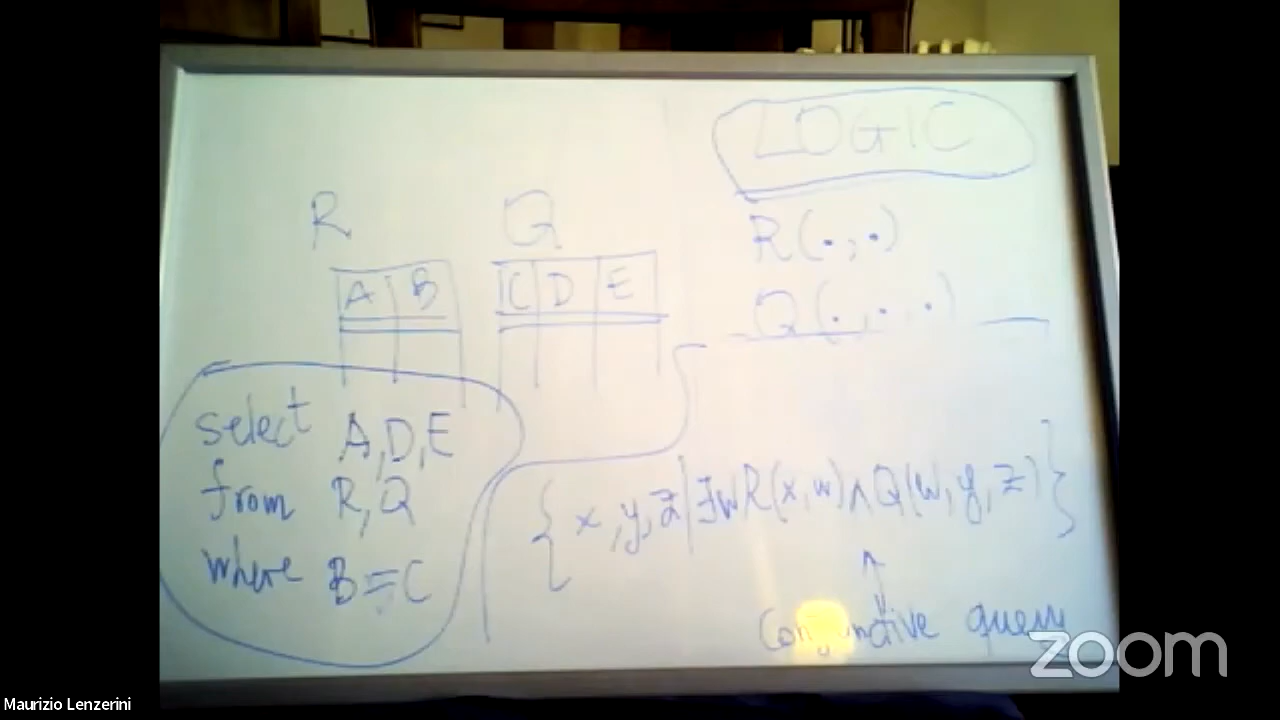 LOGIC
R Q
R(., .)
A B C D E
Q(., ., .)
select A, D, E
from R, Q
where B = C
{ x, y, z | ∃w R(x, w) ∧ Q(w, y, z) }
Conjunctive query
zoom
Maurizio Lenzerini